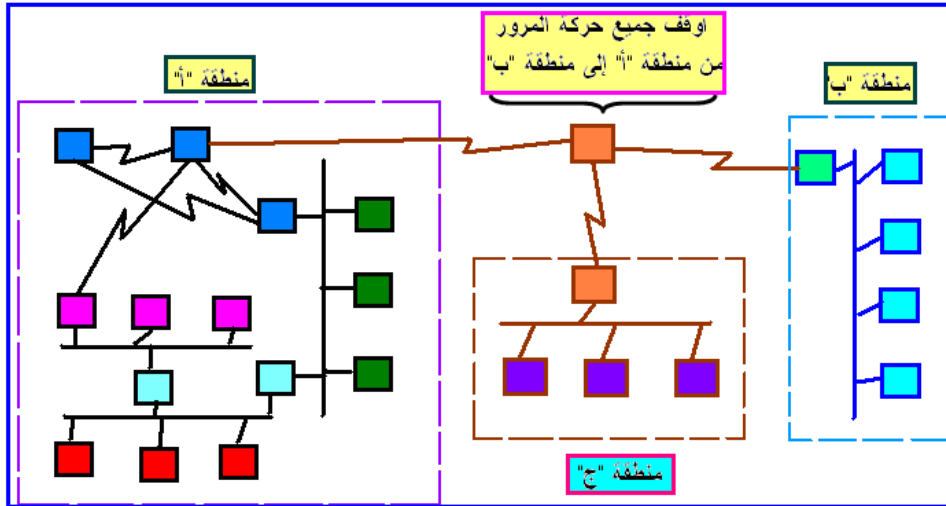 اوقف جميع حركة المرور
من منطقة "أ" إلى منطقة "ب"
منطقة "أ"
منطقة "ب"
منطقة "ج"